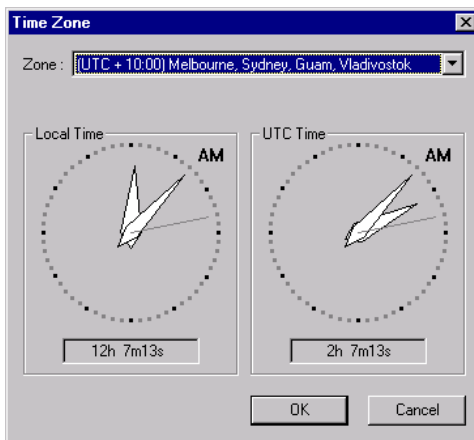 Time Zone
Zone : (UTC + 10:00) Melbourne, Sydney, Guam, Vladivostok
Local Time
AM
12h 7m13s
UTC Time
AM
2h 7m13s
OK
Cancel